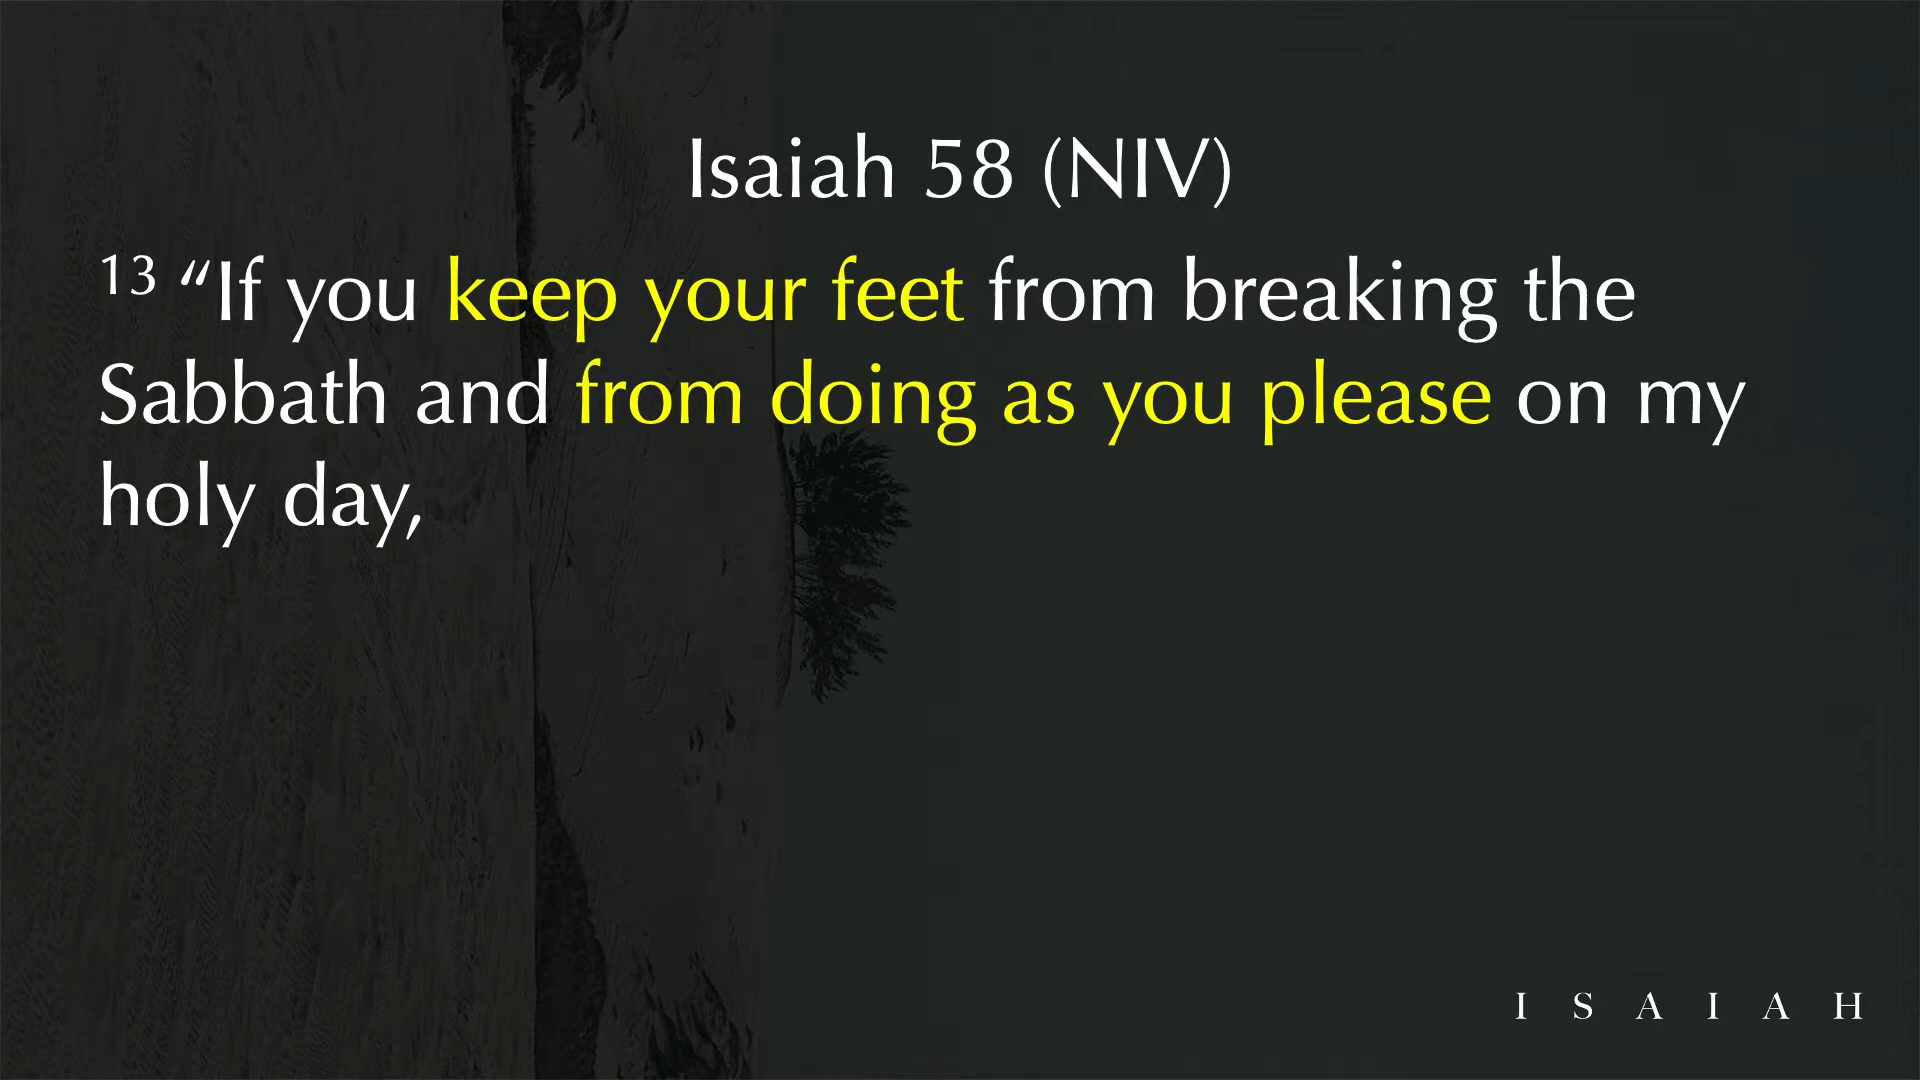 Isaiah 58 (NIV)
13 “If you keep your feet from breaking the
Sabbath and from doing as you please on my
holy day,
ISAIAH